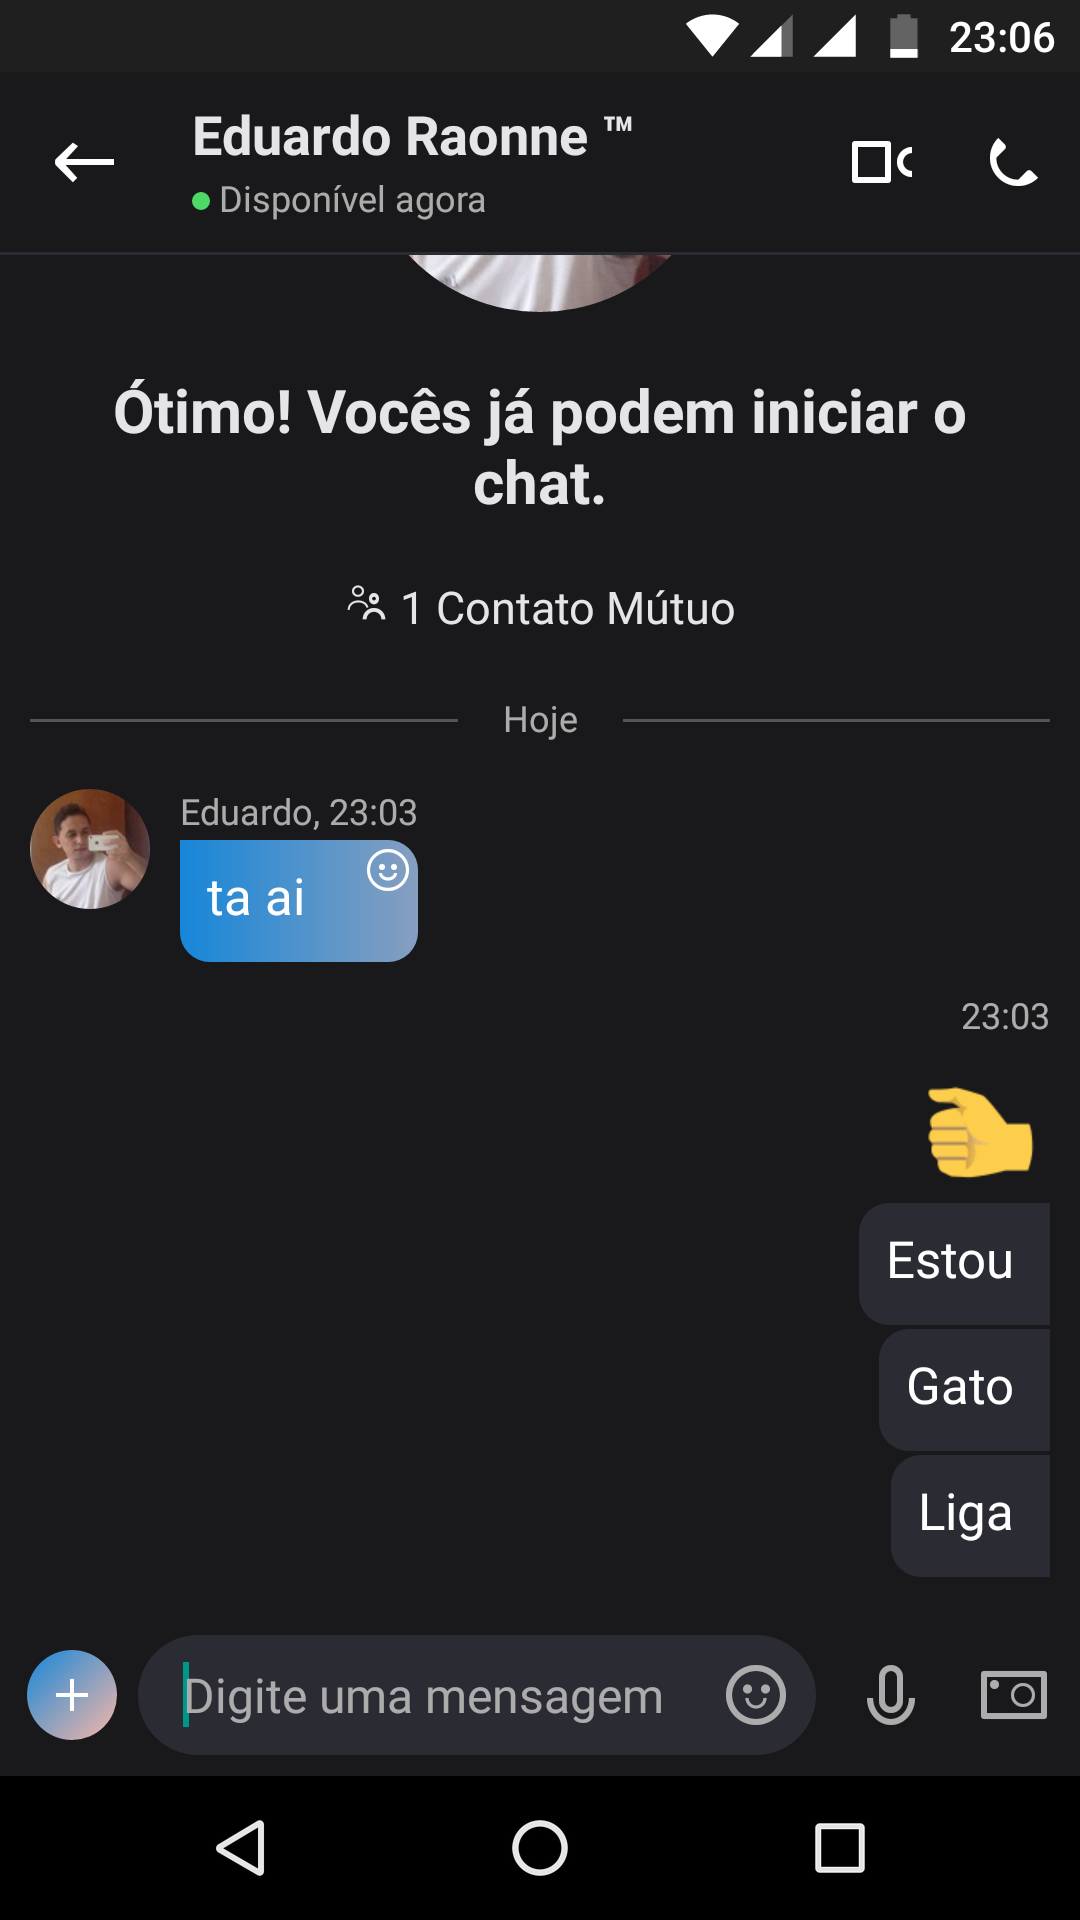 23:06
Eduardo Raonne ™
Disponível agora
Ótimo! Vocês já podem iniciar o
chat.
1 Contato Mútuo
Hoje
Eduardo, 23:03
ta ai
23:03
Estou
Gato
Liga
Digite uma mensagem